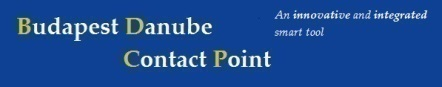 Budapest Danube
Contact Point
An innovative and integrated
smart tool